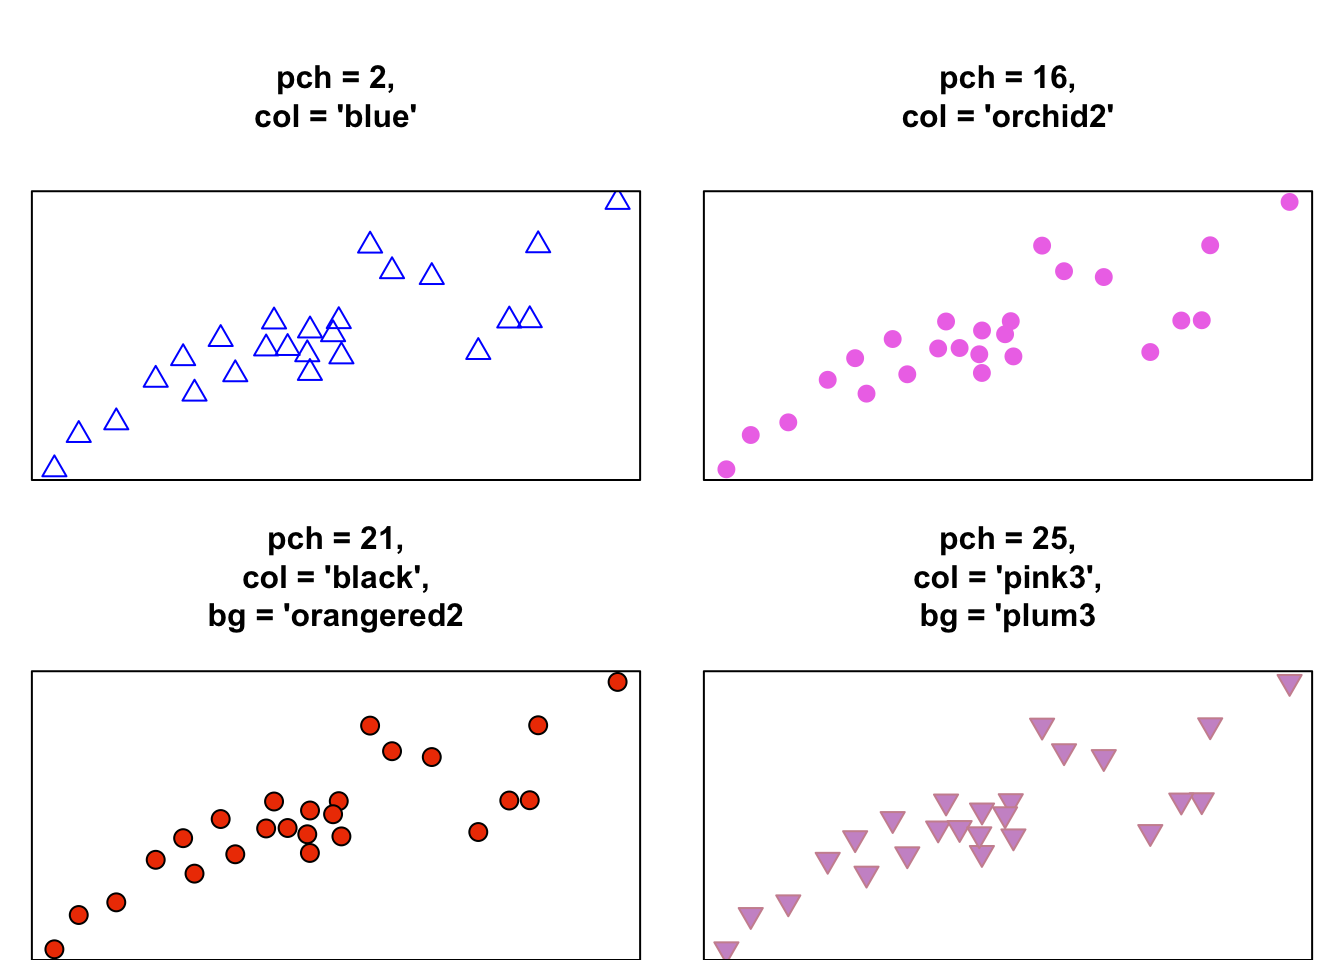 pch = 2,
col = 'blue'
pch = 16,
col = 'orchid2'
pch = 21,
col = 'black',
bg = 'orangered2
pch = 25,
col = 'pink3',
bg = 'plum3